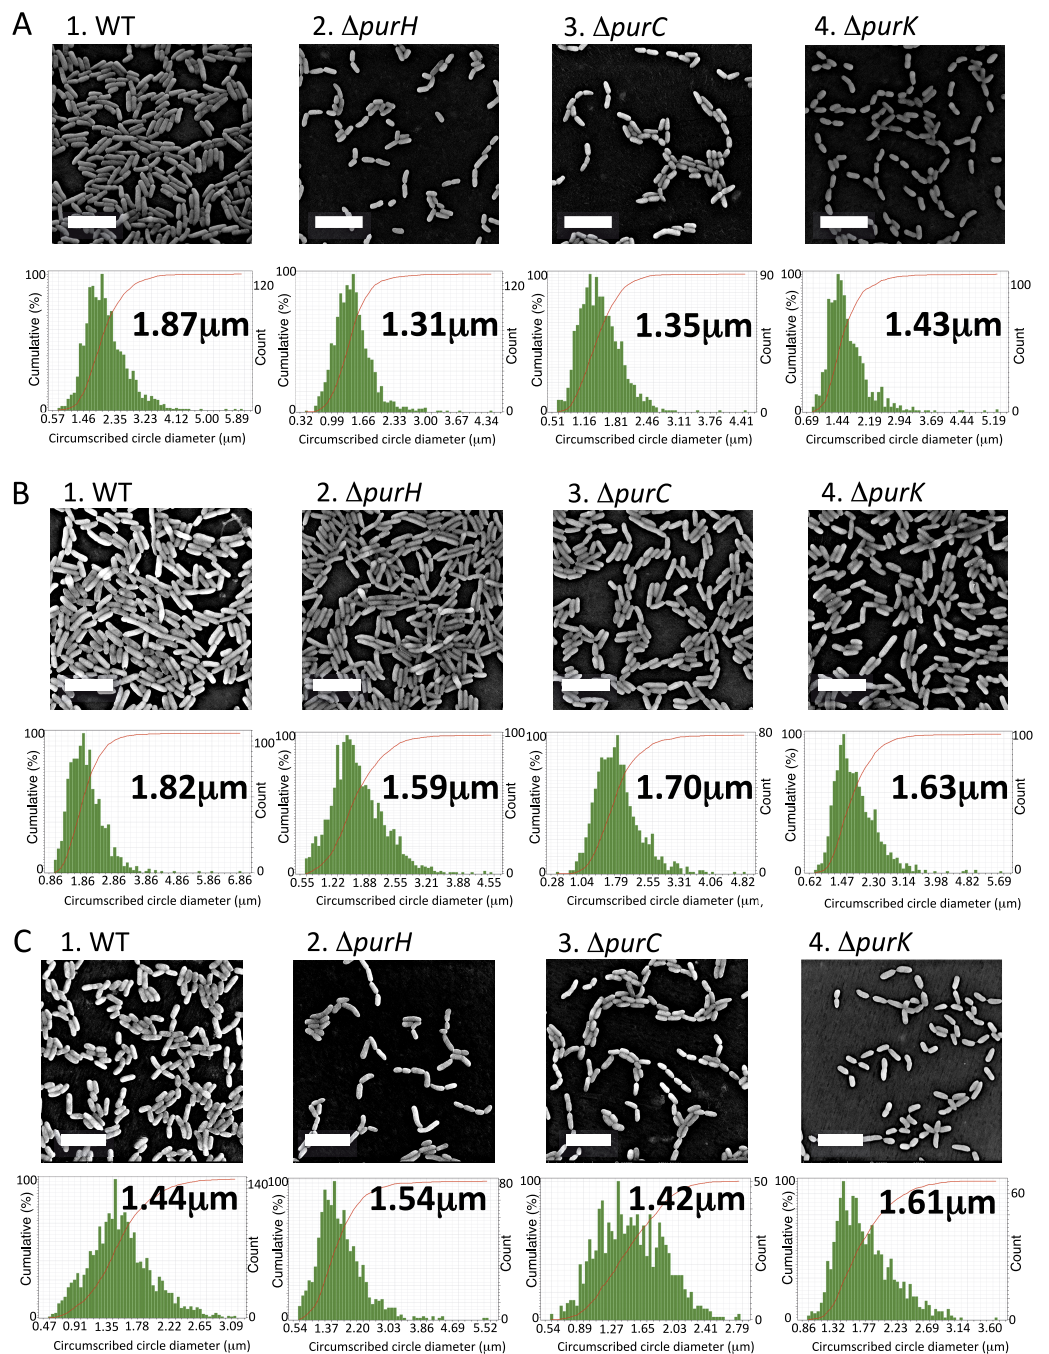 A
1. WT
2. ΔpurH
3. ΔpurC
4. ΔpurK
Cumulative (%)
100
0
1.87μm
120
0
Count
0.57 1.46 2.35 3.23 4.12 5.00 5.89
Circumscribed circle diameter (μm)
Cumulative (%)
100
0
1.31μm
120
0
Count
0.32 0.99 1.66 2.33 3.00 3.67 4.34
Circumscribed circle diameter (μm)
Cumulative (%)
100
0
1.35μm
90
0
Count
0.51 1.16 1.81 2.46 3.11 3.76 4.41
Circumscribed circle diameter (μm)
Cumulative (%)
100
0
1.43μm
100
0
Count
0.69 1.44 2.19 2.94 3.69 4.44 5.19
Circumscribed circle diameter (μm)
B
1. WT
2. ΔpurH
3. ΔpurC
4. ΔpurK
Cumulative (%)
100
0
1.82μm
100
0
Count
0.86 1.86 2.86 3.86 4.86 5.86 6.86
Circumscribed circle diameter (μm)
Cumulative (%)
100
0
1.59μm
100
0
Count
0.55 1.22 1.88 2.55 3.21 3.88 4.55
Circumscribed circle diameter (μm)
Cumulative (%)
100
0
1.70μm
80
0
Count
0.28 1.04 1.79 2.55 3.31 4.06 4.82
Circumscribed circle diameter (μm,
Cumulative (%)
100
0
1.63μm
100
0
Count
0.62 1.47 2.30 3.14 3.98 4.82 5.69
Circumscribed circle diameter (μm)
C
1. WT
2. ΔpurH
3. ΔpurC
4. ΔpurK
Cumulative (%)
100
0
1.44μm
140
0
Count
0.47 0.91 1.35 1.78 2.22 2.65 3.09
Circumscribed circle diameter (μm)
Cumulative (%)
100
0
1.54μm
80
0
Count
0.54 1.37 2.20 3.03 3.86 4.69 5.52
Circumscribed circle diameter (μm)
Cumulative (%)
100
0
1.42μm
50
0
Count
0.54 0.89 1.27 1.65 2.03 2.41 2.79
Circumscribed circle diameter (μm)
Cumulative (%)
100
0
1.61μm
60
0
Count
0.86 1.32 1.77 2.23 2.69 3.14 3.60
Circumscribed circle diameter (μm)